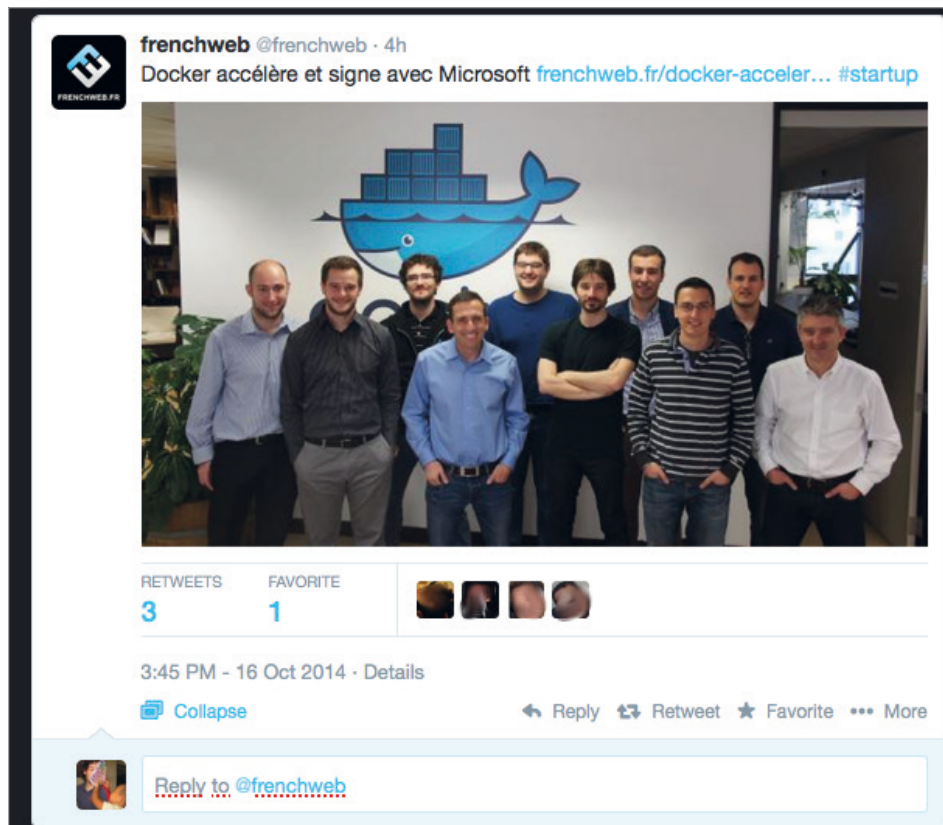 frenchweb @frenchweb · 4h
Docker accélère et signe avec Microsoft frenchweb.fr/docker-acceler... #startup
FRENCHWEB.FR
RETWEETS FAVORITE
3 1
3:45 PM - 16 Oct 2014 · Details
Collapse Reply Retweet Favorite More
Reply to @frenchweb